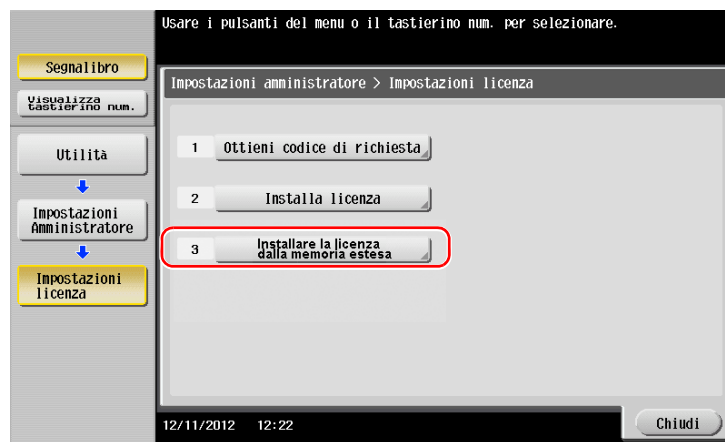 Usare i pulsanti del menu o il tastierino num. per selezionare.
Segnalibro
Visualizza
tastierino num.
Utilità
Impostazioni
Amministratore
Impostazioni
licenza
Impostazioni amministratore > Impostazioni licenza
1 Ottieni codice di richiesta
2 Installa licenza
3 Installare la licenza
dalla memoria estesa
12/11/2012 12:22
Chiudi